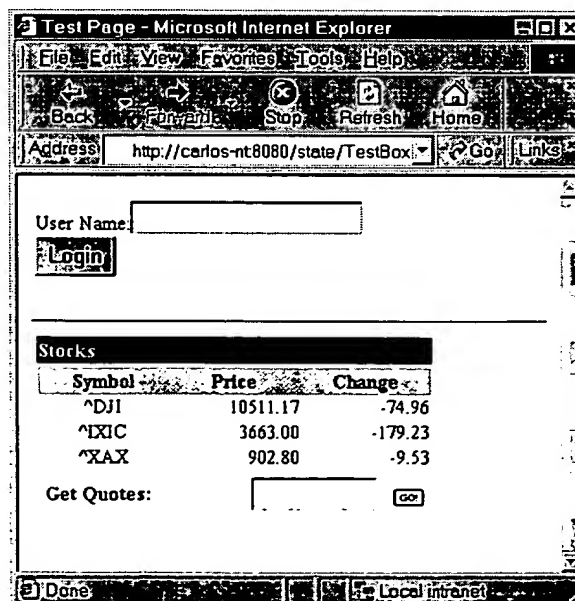 Test Page - Microsoft Internet Explorer
File Edit View Favorites Tools Help
Back Forward Stop Refresh Home
Address http://carlos-nt:8080/state/TestBox Go Links
User Name:
Login
Stocks
Symbol Price Change
^DJI 10511.17 -74.96
^IXIC 3663.00 -179.23
^XAX 902.80 -9.53
Get Quotes: GO!
Done Local intranet